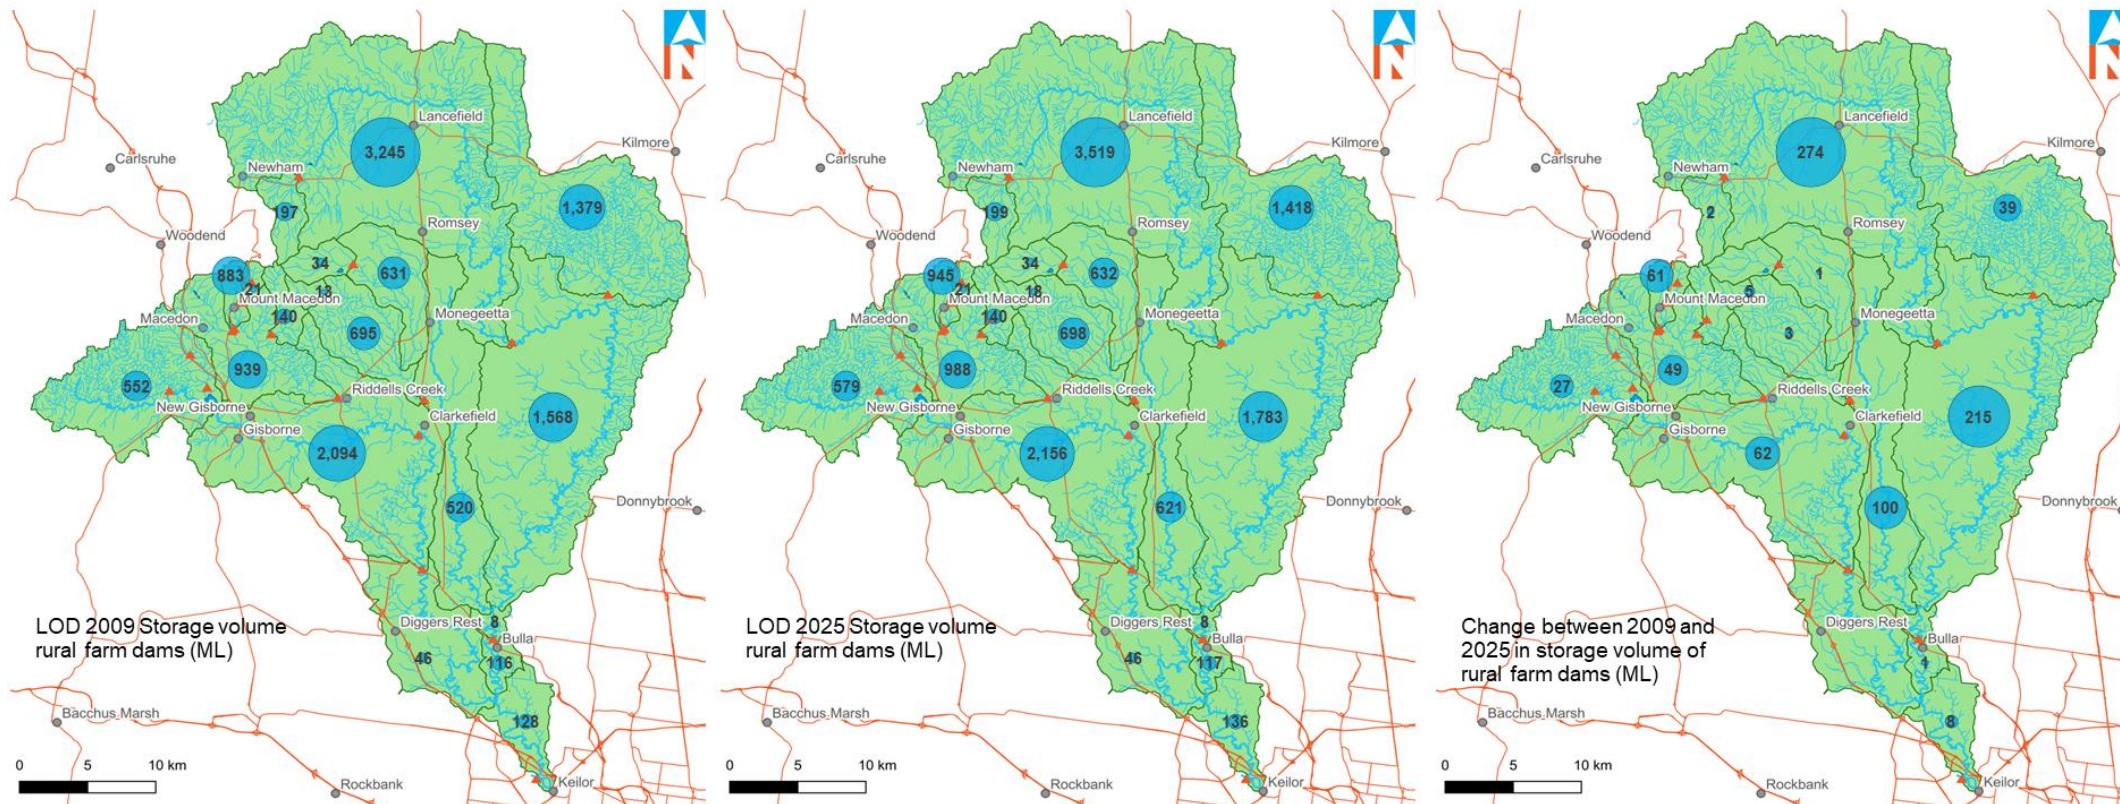 N
Lancefield
3,245
Kilmore
Carlsruhe
Newham
197
1,379
Romsey
Woodend
34
631
883
21
13
Mount Macedon
140
Macedon
Monegeetta
695
939
552
Riddells Creek
New Gisborne
Clarkefield
1,568
Gisborne
2,094
520
Donnybrook
LOD 2009 Storage volume
rural farm dams (ML)
Diggers Rest
8
Bulla
46
116
Bacchus Marsh
128
0 5 10 km
Rockbank
Keilor
N
Lancefield
3,519
Kilmore
Carlsruhe
Newham
199
1,418
Romsey
Woodend
34
632
945
21
18
Mount Macedon
140
Macedon
Monegeetta
698
988
579
Riddells Creek
New Gisborne
Clarkefield
1,783
Gisborne
2,156
621
Donnybrook
LOD 2025 Storage volume
rural farm dams (ML)
Diggers Rest
8
Bulla
46
117
Bacchus Marsh
136
0 5 10 km
Rockbank
Keilor
N
Lancefield
274
Kilmore
Carlsruhe
Newham
2
39
Romsey
Woodend
61
1
5
Mount Macedon
Macedon
Monegeetta
3
49
27
Riddells Creek
New Gisborne
Clarkefield
215
Gisborne
62
100
Donnybrook
Change between 2009 and
2025 in storage volume of
rural farm dams (ML)
Diggers Rest
Bulla
Bacchus Marsh
8
0 5 10 km
Rockbank
Keilor